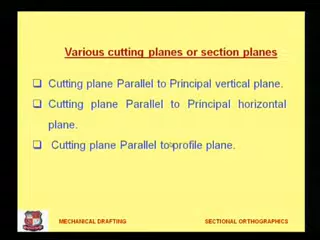 Various cutting planes or section planes
❑ Cutting plane Parallel to Principal vertical plane.
❑ Cutting plane Parallel to Principal horizontal
plane.
❑ Cutting plane Parallel to profile plane.
MECHANICAL DRAFTING
SECTIONAL ORTHOGRAPHICS